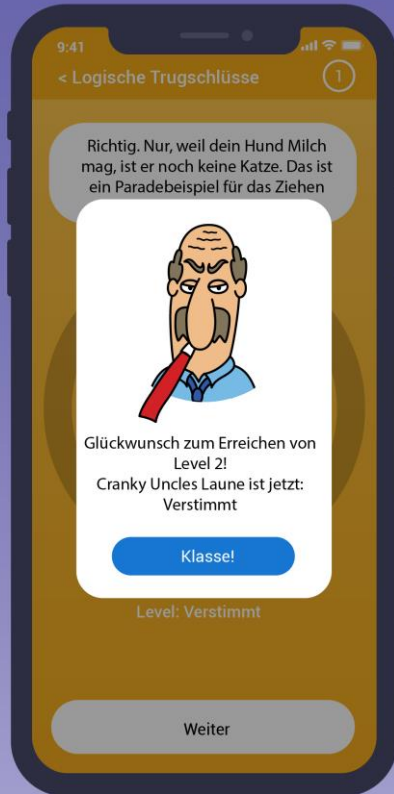 9:41
< Logische Trugschlüsse
1
Richtig. Nur, weil dein Hund Milch
mag, ist er noch keine Katze. Das ist
ein Paradebeispiel für das Ziehen
Glückwunsch zum Erreichen von
Level 2!
Cranky Uncles Laune ist jetzt:
Verstimmt
Klasse!
Level: Verstimmt
Weiter